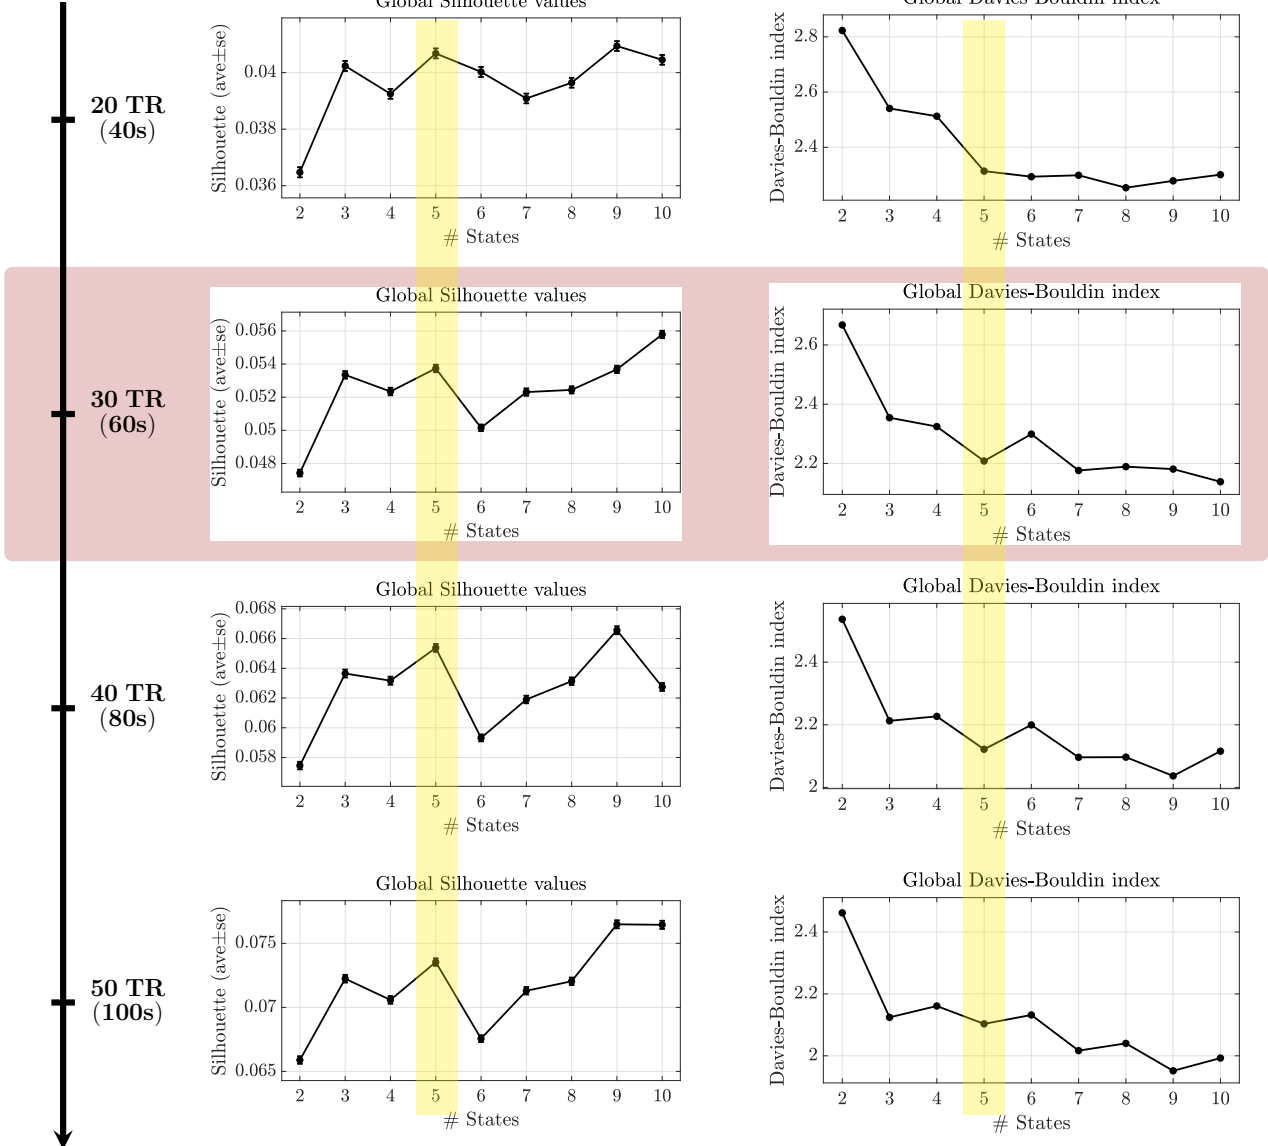 Global Silhouette values
Global Davies-Bouldin index
20 TR
(40s)
Silhouette (ave±se)
0.04
0.038
0.036
2 3 4 5 6 7 8 9 10
# States
Davies-Bouldin index
2.8
2.6
2.4
2 3 4 5 6 7 8 9 10
# States
30 TR
(60s)
Global Silhouette values
Silhouette (ave±se)
0.056
0.054
0.052
0.05
0.048
2 3 4 5 6 7 8 9 10
# States
Global Davies-Bouldin index
Davies-Bouldin index
2.6
2.4
2.2
2 3 4 5 6 7 8 9 10
# States
40 TR
(80s)
Global Silhouette values
Silhouette (ave±se)
0.068
0.066
0.064
0.062
0.06
0.058
2 3 4 5 6 7 8 9 10
# States
Global Davies-Bouldin index
Davies-Bouldin index
2.4
2.2
2
2 3 4 5 6 7 8 9 10
# States
50 TR
(100s)
Global Silhouette values
Silhouette (ave±se)
0.075
0.07
0.065
2 3 4 5 6 7 8 9 10
# States
Global Davies-Bouldin index
Davies-Bouldin index
2.4
2.2
2
2 3 4 5 6 7 8 9 10
# States